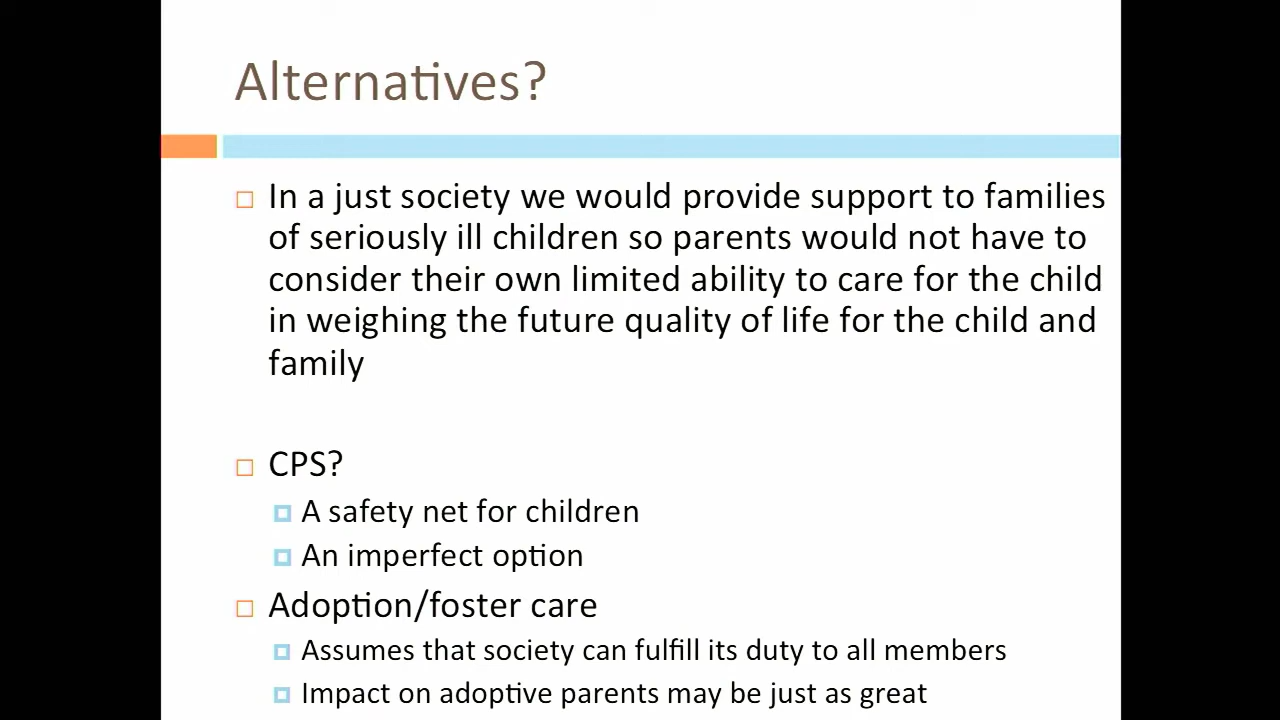 Alternatives?
In a just society we would provide support to families
of seriously ill children so parents would not have to
consider their own limited ability to care for the child
in weighing the future quality of life for the child and
family
CPS?
A safety net for children
An imperfect option
Adoption/foster care
Assumes that society can fulfill its duty to all members
Impact on adoptive parents may be just as great